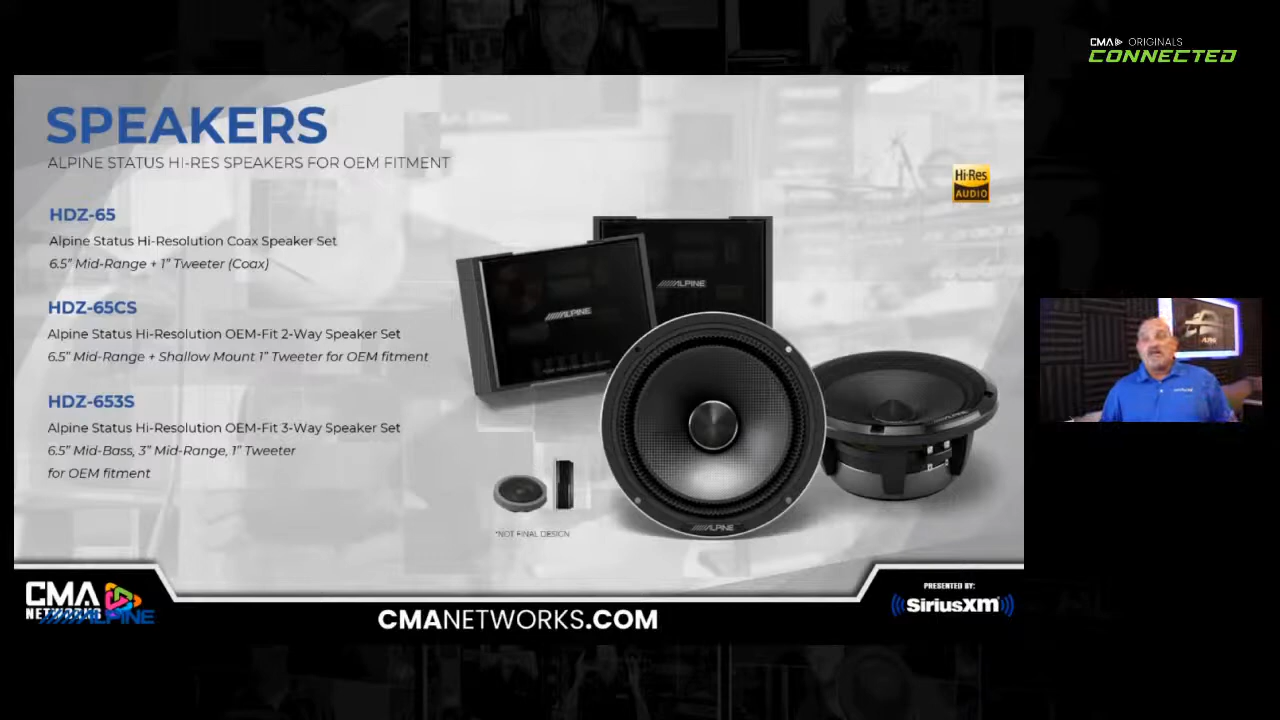 CMA ORIGINALS
CONNECTED
SPEAKERS
ALPINE STATUS HI-RES SPEAKERS FOR OEM FITMENT
Hi-Res
AUDIO
HDZ-65
Alpine Status Hi-Resolution Coax Speaker Set
6.5” Mid-Range + 1” Tweeter (Coax)
HDZ-65CS
Alpine Status Hi-Resolution OEM-Fit 2-Way Speaker Set
6.5” Mid-Range + Shallow Mount 1” Tweeter for OEM fitment
HDZ-653S
Alpine Status Hi-Resolution OEM-Fit 3-Way Speaker Set
6.5” Mid-Bass, 3” Mid-Range, 1” Tweeter
for OEM fitment
ALPINE
ALPINE
ALPINE
*NOT FINAL DESIGN
CMA
NETWORKS
ALPINE
CMANETWORKS.COM
PRESENTED BY:
SiriusXM